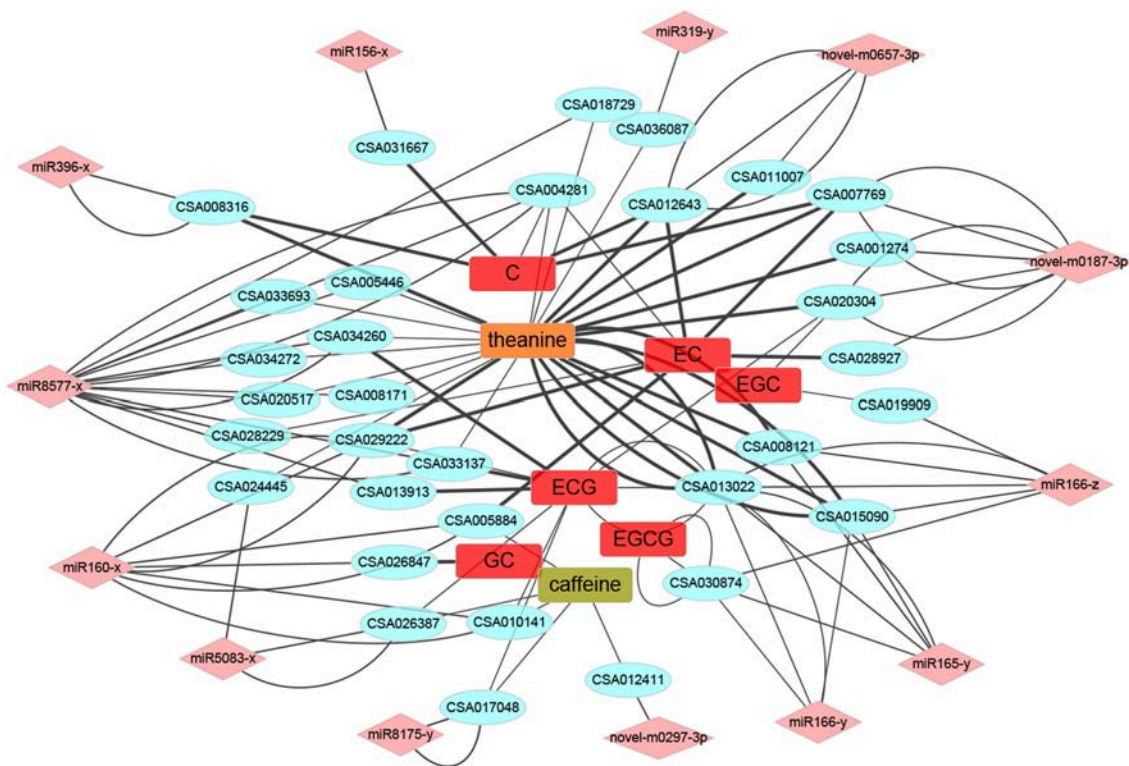 miR319-y
miR156-x
novel-m0657-3p
CSA018729
CSA036087
CSA031667
miR396-x
CSA011007
CSA004281
CSA007769
CSA012643
CSA008316
CSA001274
novel-m0187-3p
C
CSA005446
CSA033693
CSA020304
CSA034260
theanine
EC
CSA028927
CSA034272
EGC
miR8577-x
CSA020517
CSA008171
CSA019909
CSA028229
CSA029222
CSA008121
CSA033137
CSA024445
CSA013913
ECG
CSA013022
miR166-z
CSA005884
CSA015090
EGCG
CSA026847
GC
miR160-x
caffeine
CSA030874
CSA026387
CSA010141
miR5083-x
miR165-y
CSA012411
CSA017048
miR166-y
miR8175-y
novel-m0297-3p